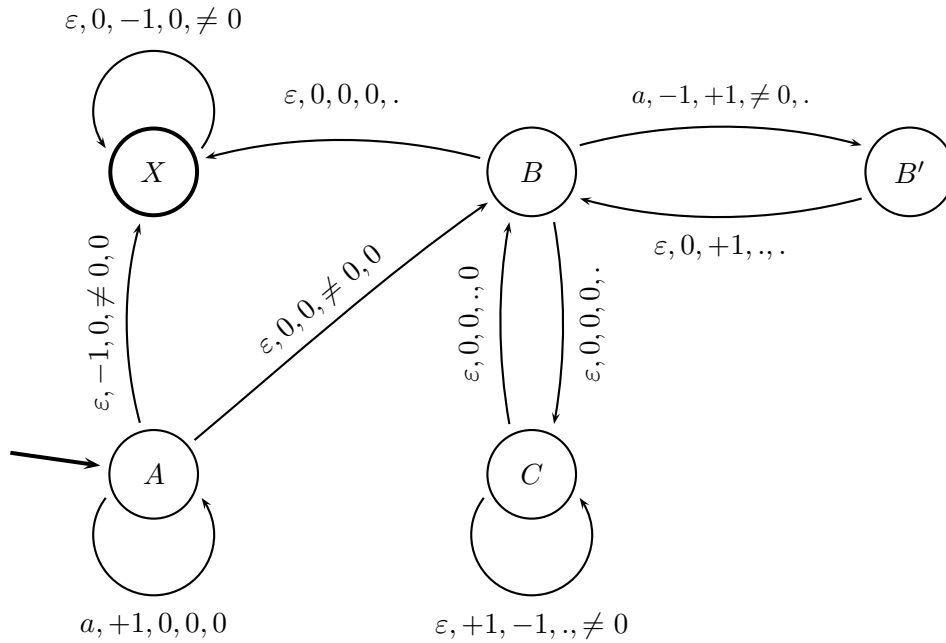 ε, 0, −1, 0, ≠ 0
ε, 0, 0, 0, .
a, −1, +1, ≠ 0, .
X
B
B′
ε, 0, +1, ., .
ε, −1, 0, ≠ 0, 0
ε, 0, 0, ≠ 0, 0
ε, 0, 0, ., 0
ε, 0, 0, 0, .
A
C
a, +1, 0, 0, 0
ε, +1, −1, ., ≠ 0